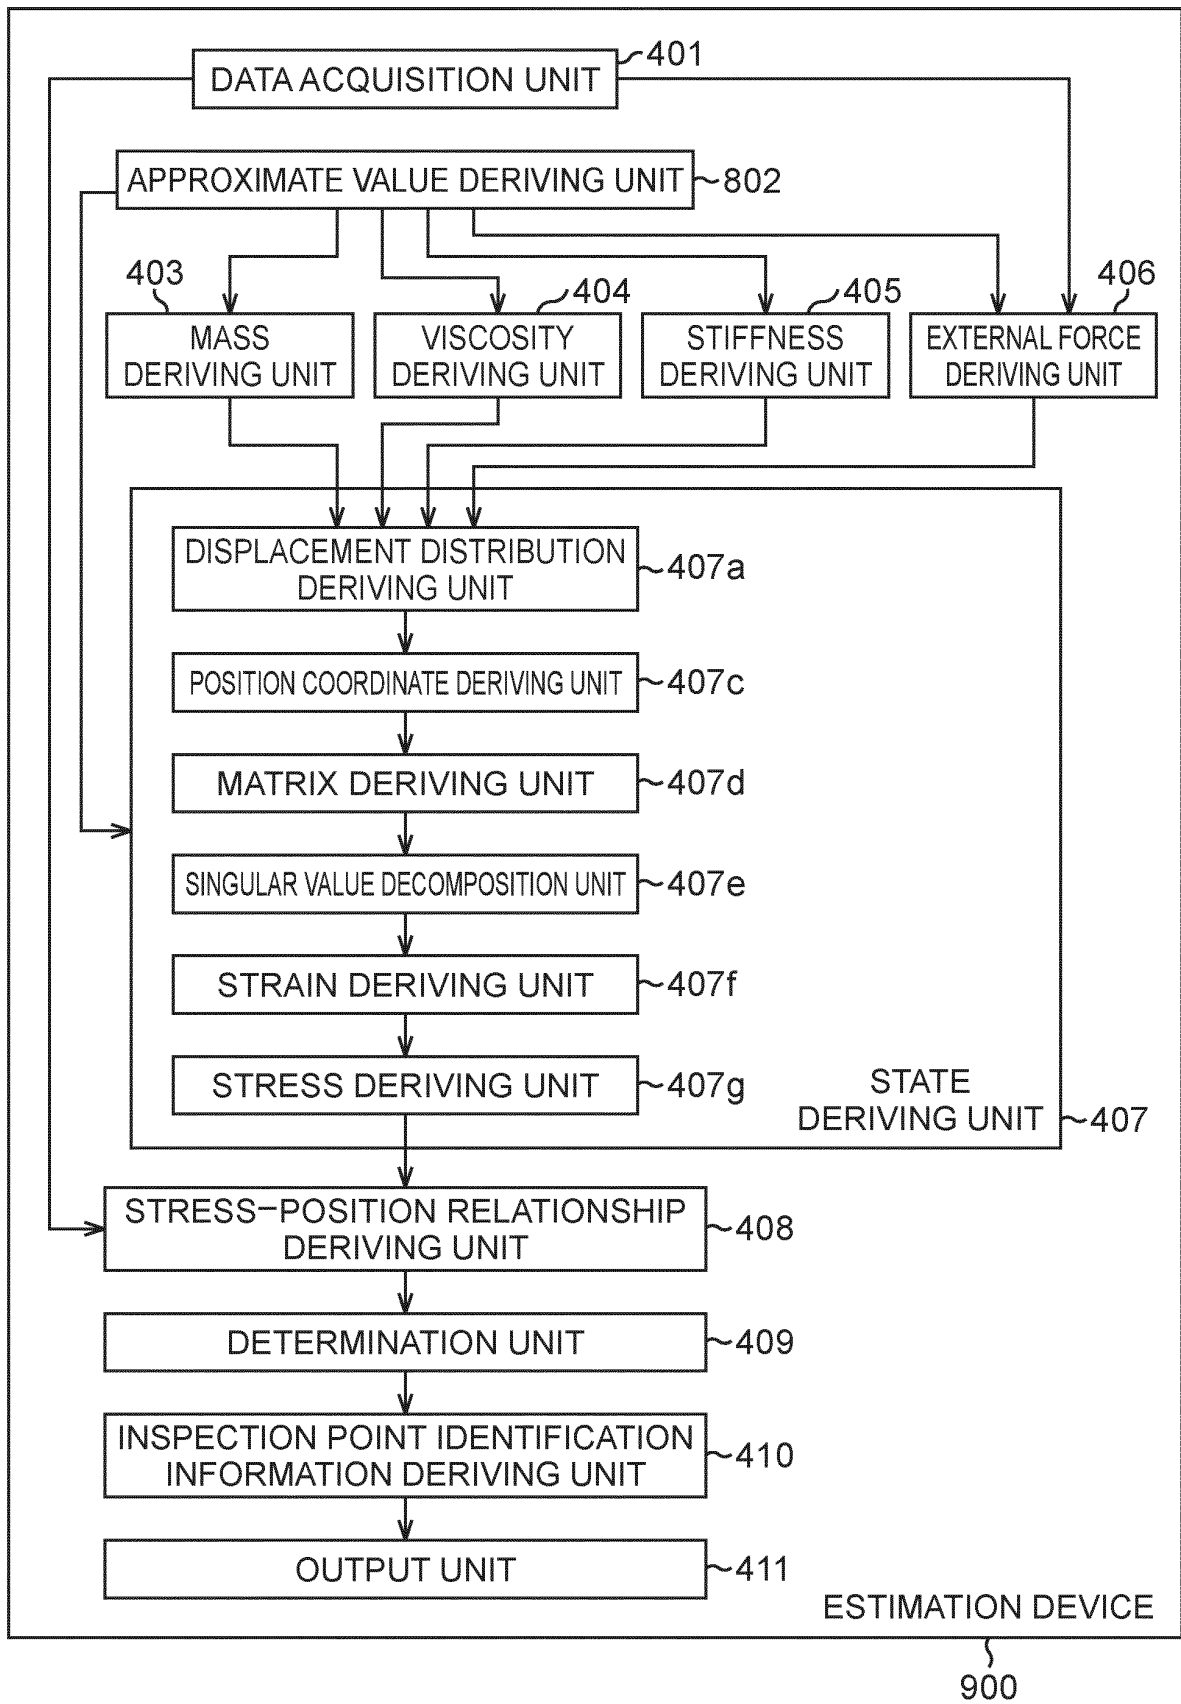 401
DATA ACQUISITION UNIT
APPROXIMATE VALUE DERIVING UNIT
802
403
404
405
406
MASS
DERIVING UNIT
VISCOSITY
DERIVING UNIT
STIFFNESS
DERIVING UNIT
EXTERNAL FORCE
DERIVING UNIT
DISPLACEMENT DISTRIBUTION
DERIVING UNIT
407a
POSITION COORDINATE DERIVING UNIT
407c
MATRIX DERIVING UNIT
407d
SINGULAR VALUE DECOMPOSITION UNIT
407e
STRAIN DERIVING UNIT
407f
STRESS DERIVING UNIT
407g
STATE
DERIVING UNIT
407
STRESS-POSITION RELATIONSHIP
DERIVING UNIT
408
DETERMINATION UNIT
409
INSPECTION POINT IDENTIFICATION
INFORMATION DERIVING UNIT
410
OUTPUT UNIT
411
ESTIMATION DEVICE
900